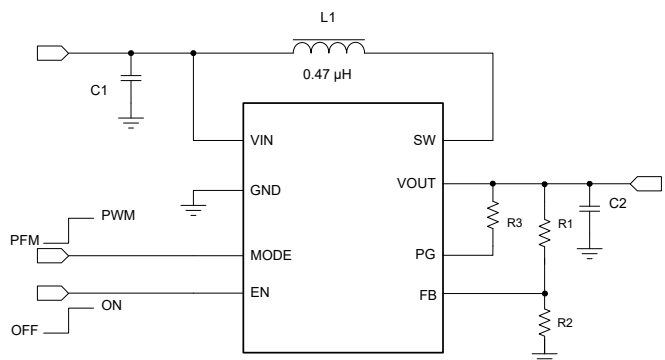 L1
0.47 µH
C1
VIN
SW
GND
VOUT
C2
R3
R1
PWM
PFM
MODE
PG
EN
FB
ON
OFF
R2